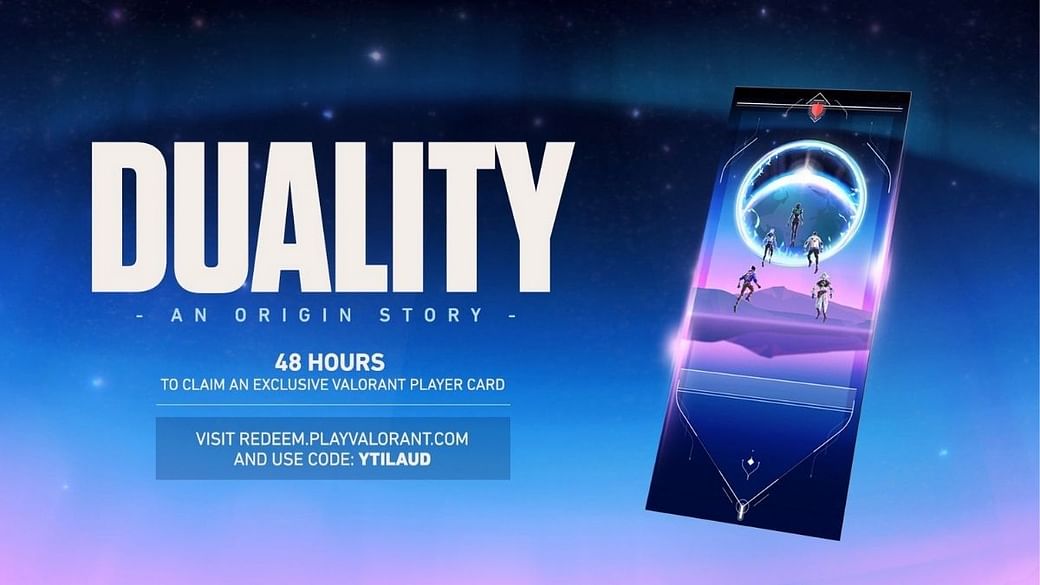 DUALITY
- AN ORIGIN STORY -
48 HOURS
TO CLAIM AN EXCLUSIVE VALORANT PLAYER CARD
VISIT REDEEM.PLAYVALORANT.COM
AND USE CODE: YTILAUD